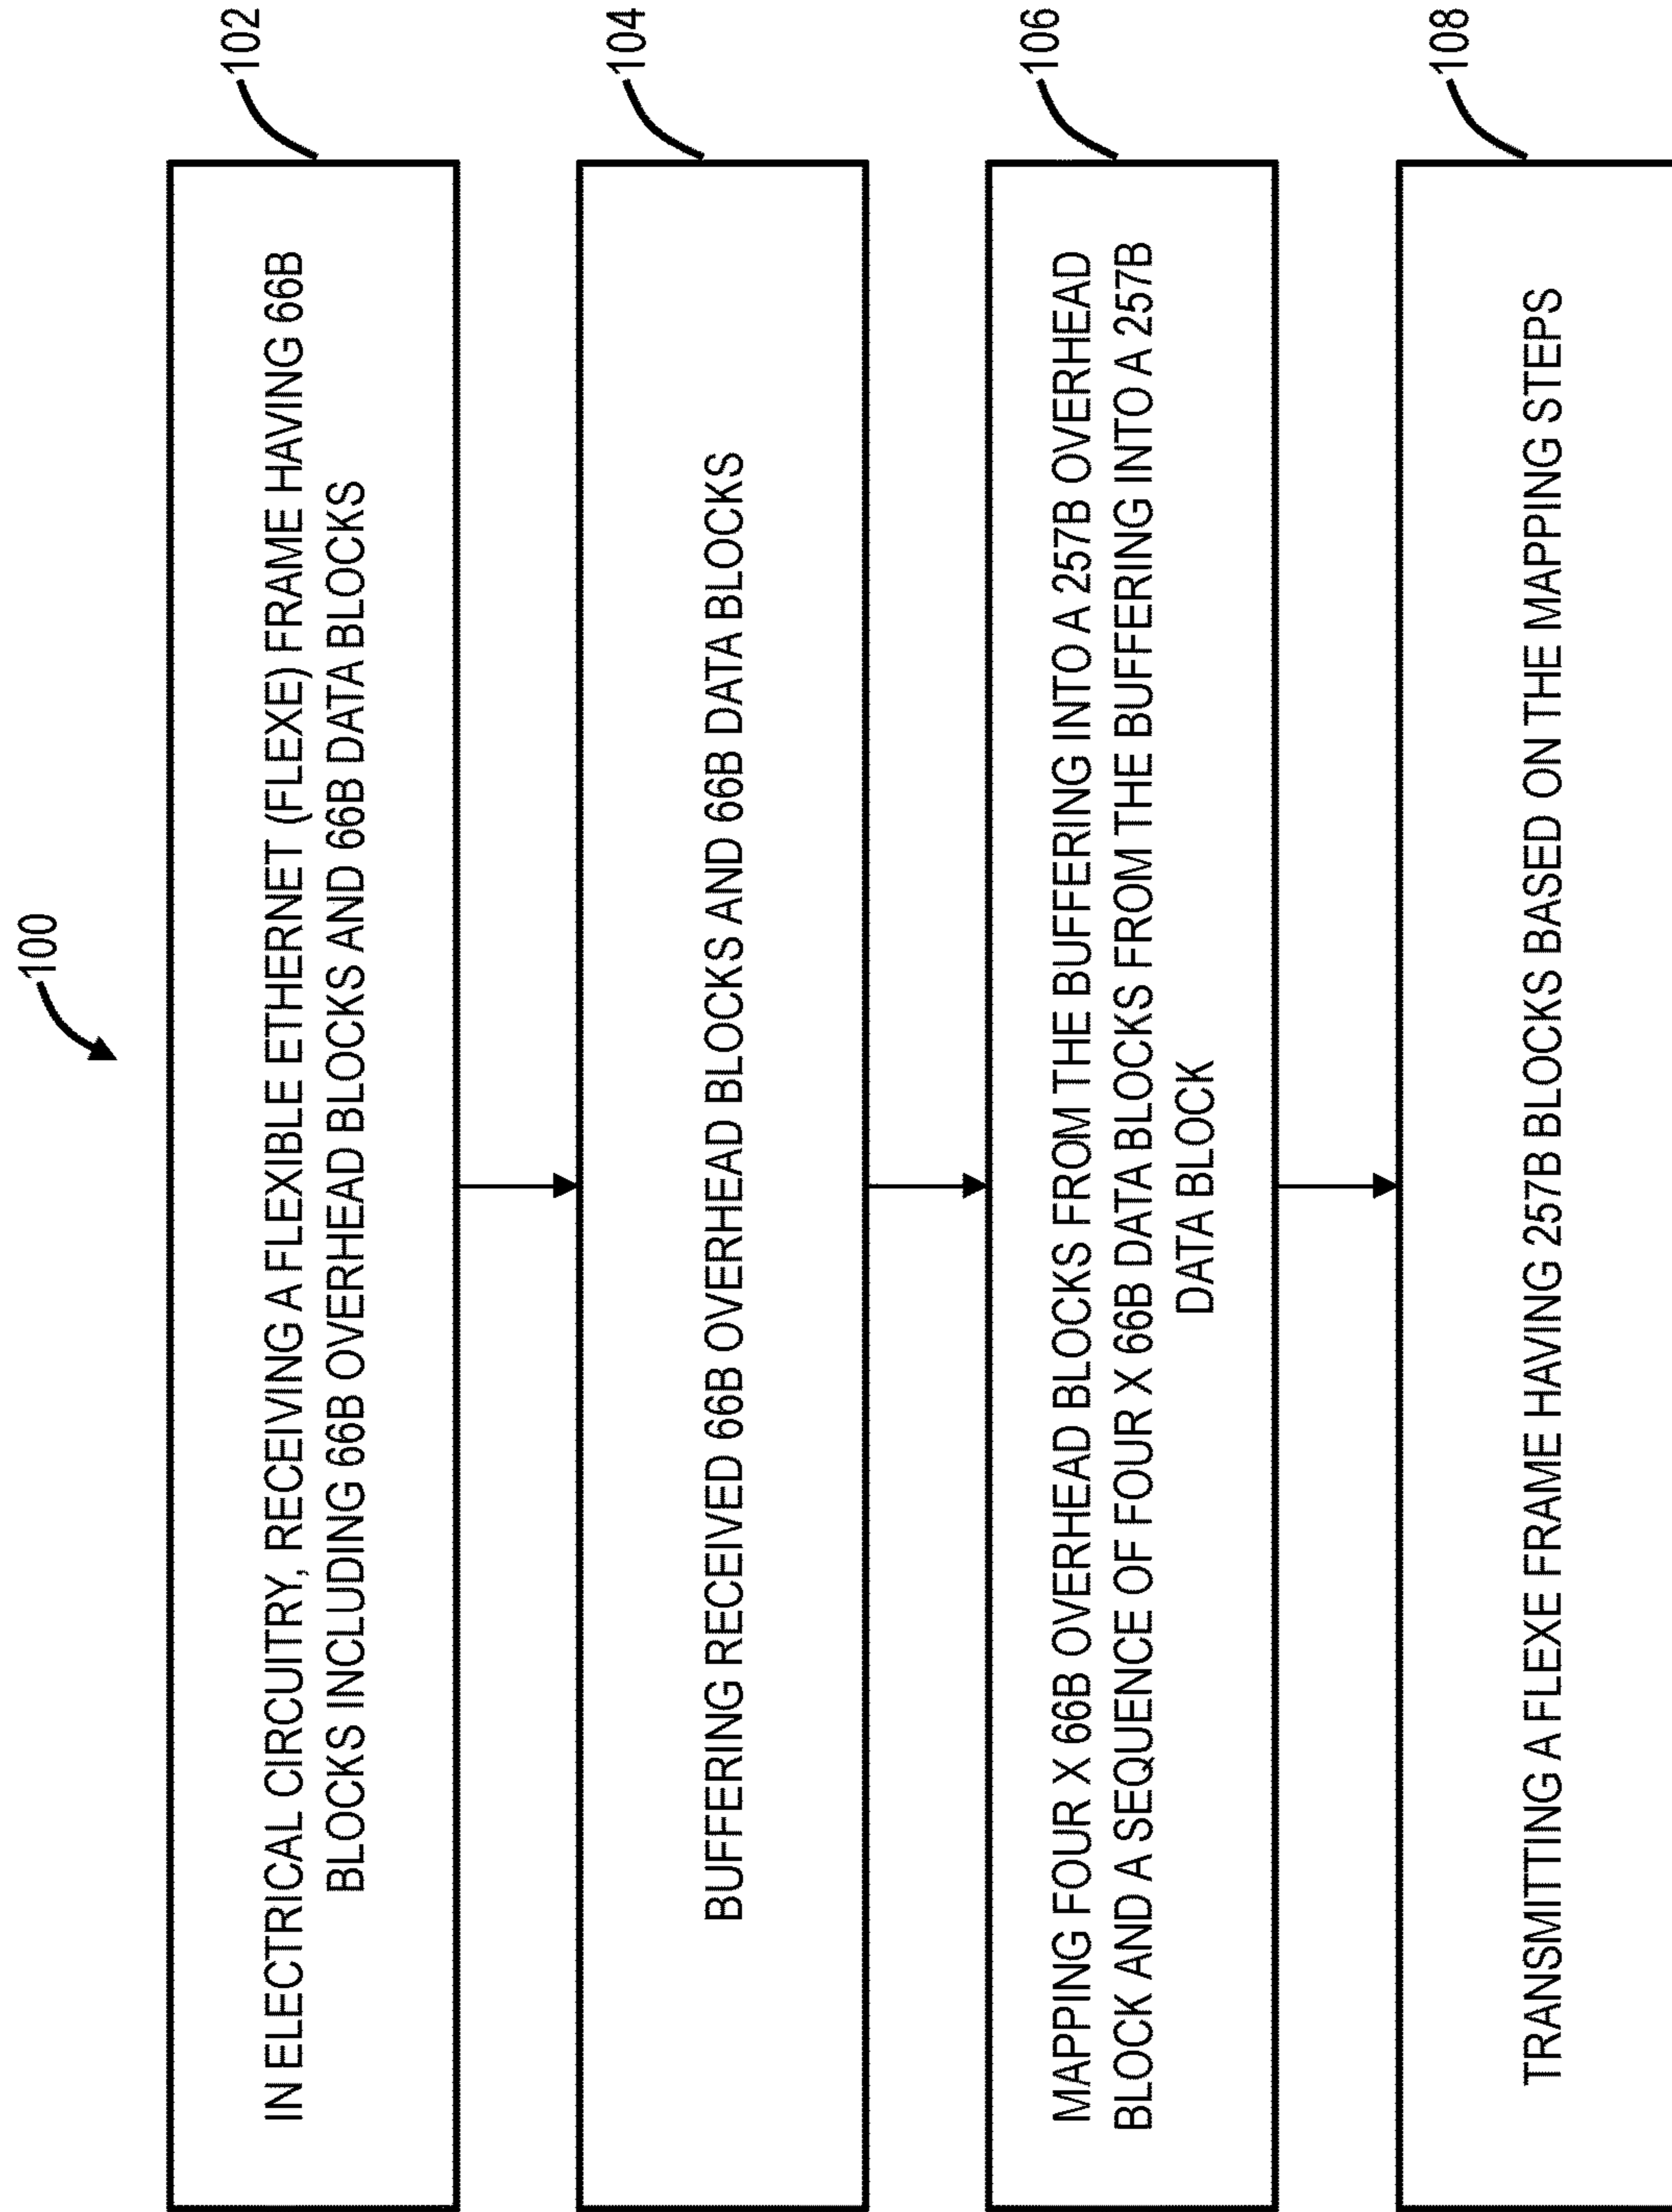 100
102
IN ELECTRICAL CIRCUITRY, RECEIVING A FLEXIBLE ETHERNET (FLEXE) FRAME HAVING 66B
BLOCKS INCLUDING 66B OVERHEAD BLOCKS AND 66B DATA BLOCKS
104
BUFFERING RECEIVED 66B OVERHEAD BLOCKS AND 66B DATA BLOCKS
106
MAPPING FOUR X 66B OVERHEAD BLOCKS FROM THE BUFFERING INTO A 257B OVERHEAD
BLOCK AND A SEQUENCE OF FOUR X 66B DATA BLOCKS FROM THE BUFFERING INTO A 257B
DATA BLOCK
108
TRANSMITTING A FLEXE FRAME HAVING 257B BLOCKS BASED ON THE MAPPING STEPS